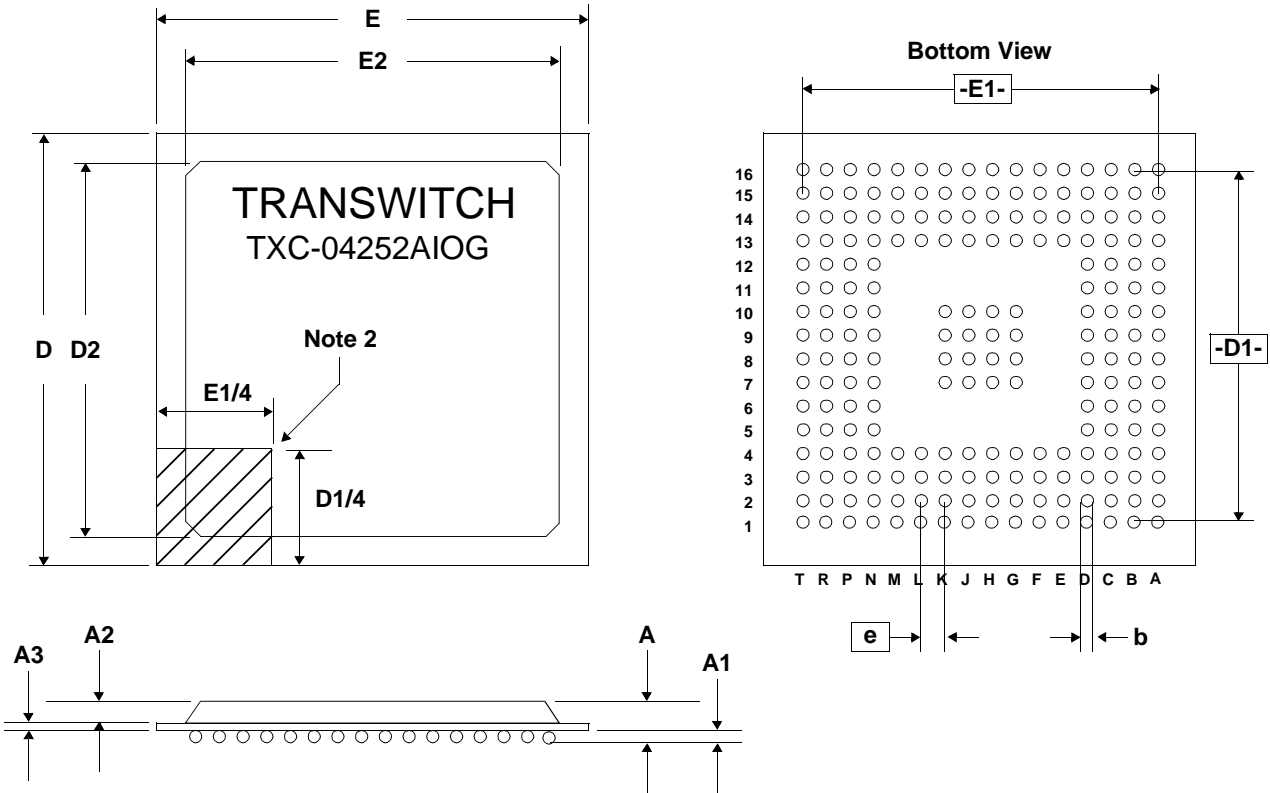 E
E2
TRANSWITCH
TXC-04252AIOG
D
D2
Note 2
E1/4
D1/4
Bottom View
-E1-
16
15
14
13
12
11
10
9
8
7
6
5
4
3
2
1
-D1-
T R P N M L K J H G F E D C B A
e
b
A3
A2
A
A1